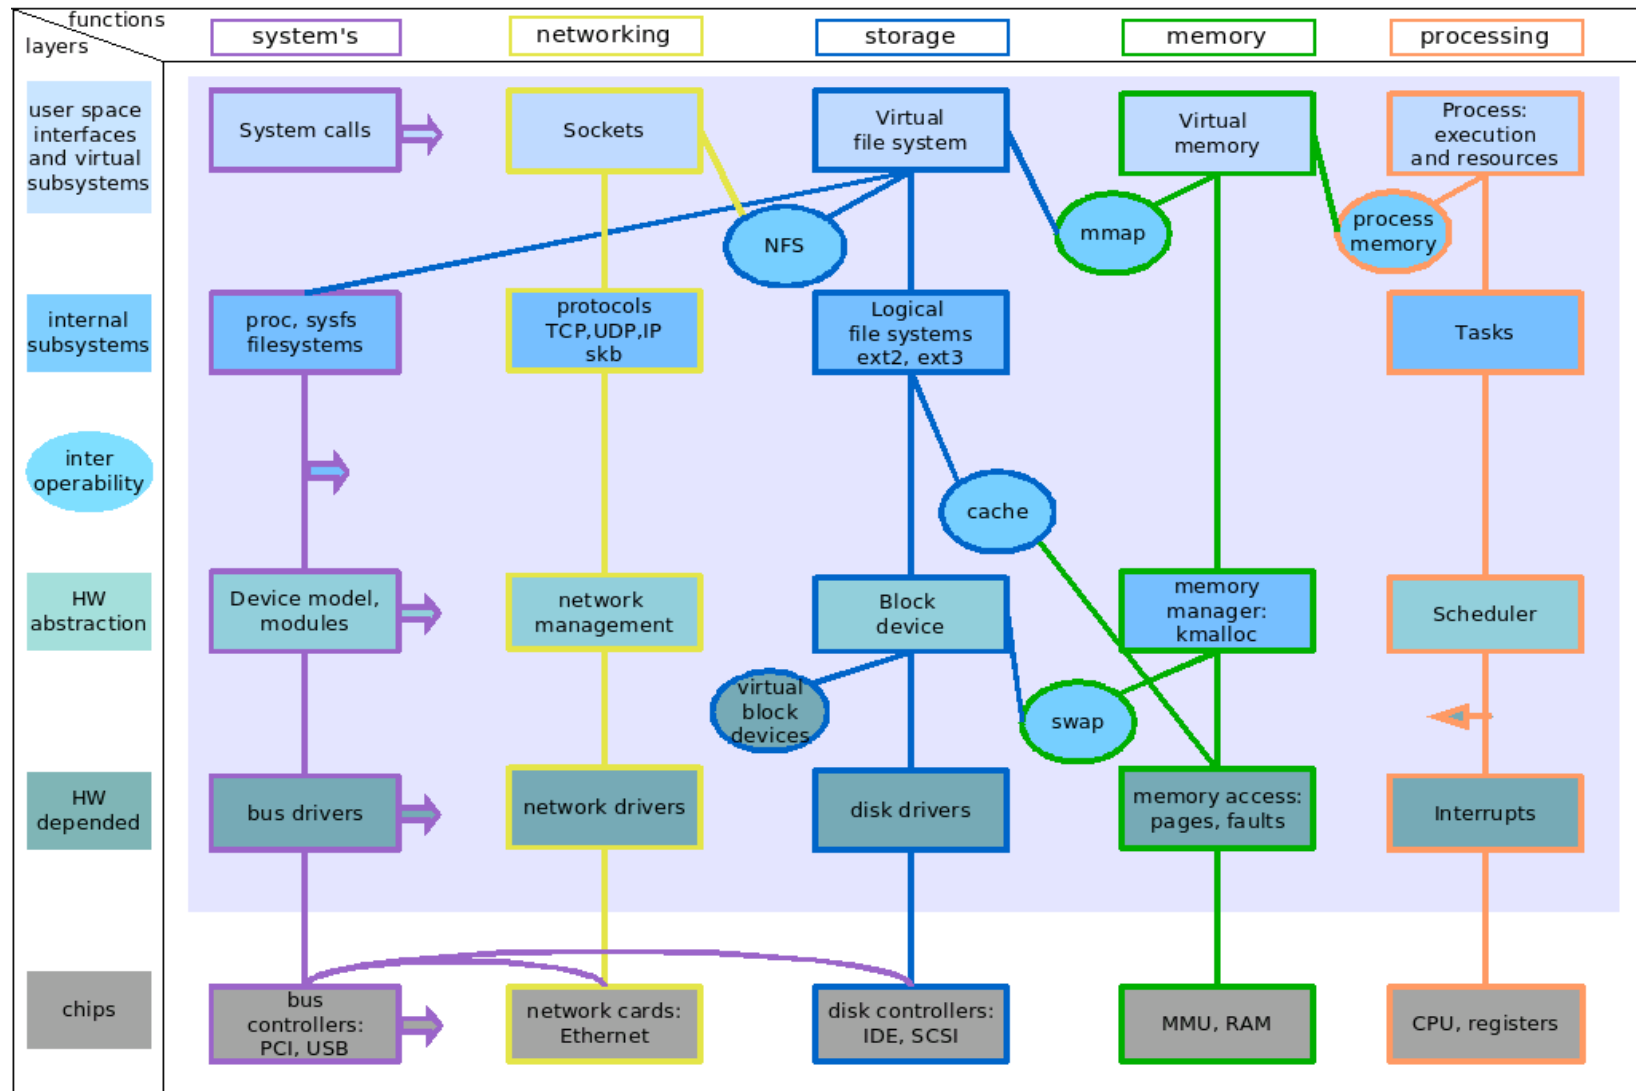 functions
layers
system's
networking
storage
memory
processing
user space
interfaces
and virtual
subsystems
System calls
Sockets
Virtual
file system
Virtual
memory
Process:
execution
and resources
NFS
mmap
process
memory
internal
subsystems
proc, sysfs
filesystems
protocols
TCP,UDP,IP
skb
Logical
file systems
ext2, ext3
Tasks
inter
operability
cache
HW
abstraction
Device model,
modules
network
management
Block
device
memory
manager:
kmalloc
Scheduler
virtual
block
devices
swap
HW
depended
bus drivers
network drivers
disk drivers
memory access:
pages, faults
Interrupts
chips
bus
controllers:
PCI, USB
network cards:
Ethernet
disk controllers:
IDE, SCSI
MMU, RAM
CPU, registers